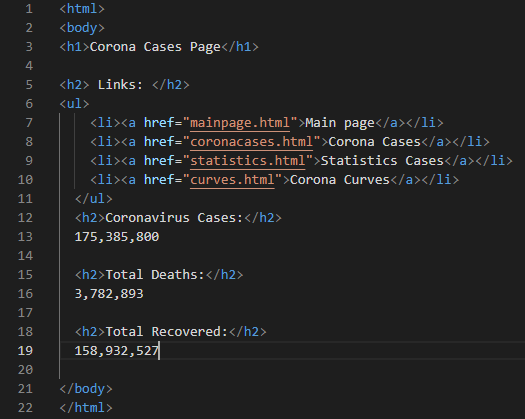 1 <html>
2 <body>
3 <h1>Corona Cases Page</h1>
4
5 <h2> Links: </h2>
6 <ul>
7 <li><a href="mainpage.html">Main page</a></li>
8 <li><a href="coronacases.html">Corona Cases</a></li>
9 <li><a href="statistics.html">Statistics Cases</a></li>
10 <li><a href="curves.html">Corona Curves</a></li>
11 </ul>
12 <h2>Coronavirus Cases:</h2>
13 175,385,800
14
15 <h2>Total Deaths:</h2>
16 3,782,893
17
18 <h2>Total Recovered:</h2>
19 158,932,527
20
21 </body>
22 </html>